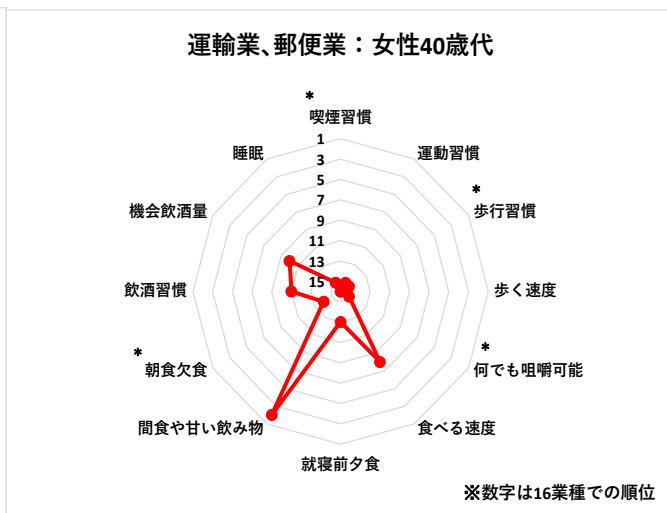 運輸業、郵便業：女性40歳代
*
喫煙習慣
運動習慣
*
歩行習慣
歩く速度
*
何でも咀嚼可能
食べる速度
就寝前夕食
間食や甘い飲み物
*
朝食欠食
飲酒習慣
機会飲酒量
睡眠
1
3
5
7
9
11
13
15
※数字は16業種での順位